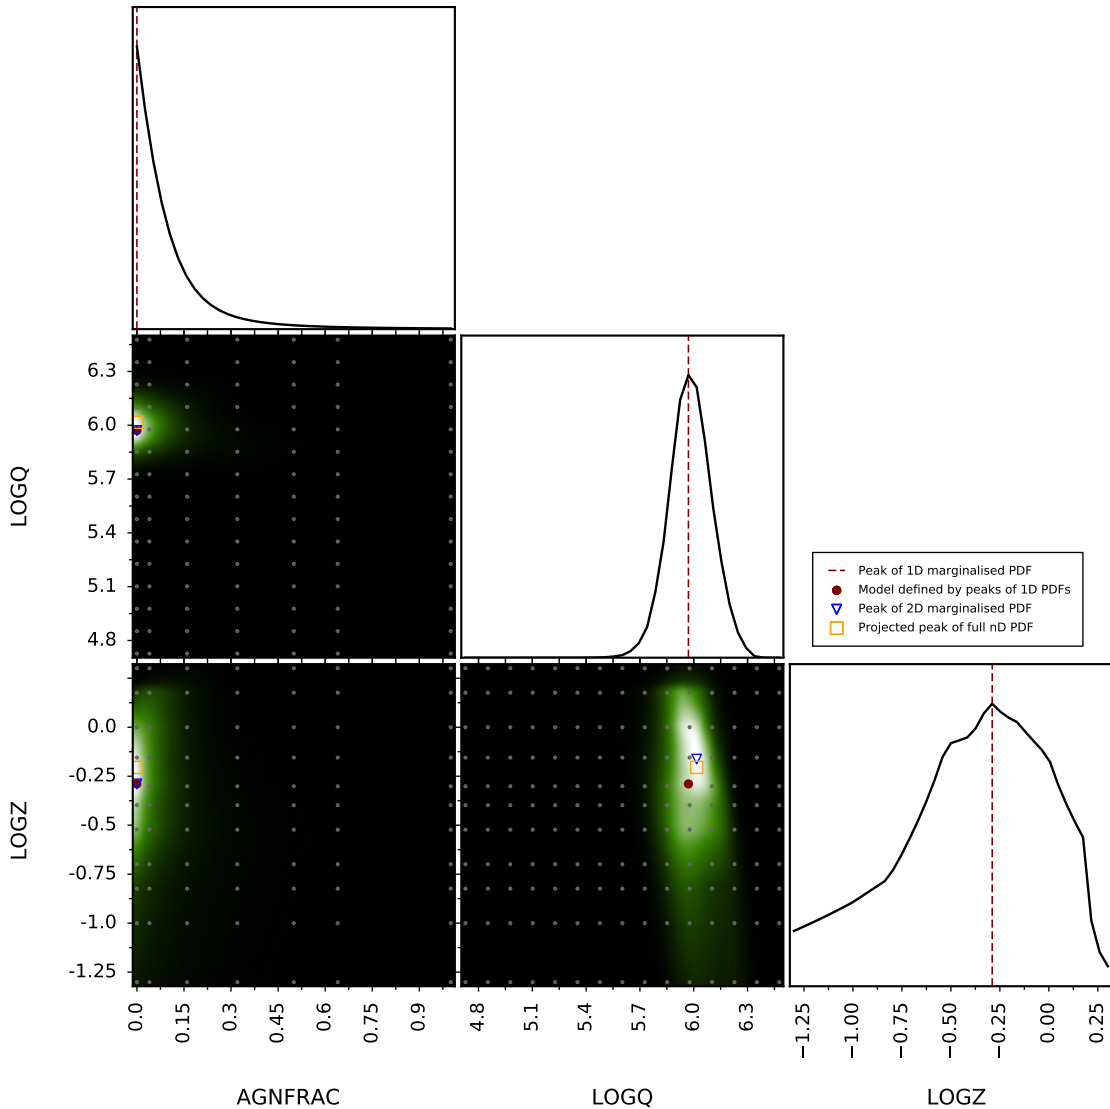 6.3
6.0
5.7
5.4
5.1
4.8
LOGQ
Peak of 1D marginalised PDF
Model defined by peaks of 1D PDFs
Peak of 2D marginalised PDF
Projected peak of full nD PDF
0.0
-0.25
-0.5
-0.75
-1.0
-1.25
LOGZ
0.0 0.15 0.3 0.45 0.6 0.75 0.9
4.8 5.1 5.4 5.7 6.0 6.3
−1.25 −1.00 −0.75 −0.50 −0.25 0.00 0.25
AGNFRAC LOGQ LOGZ